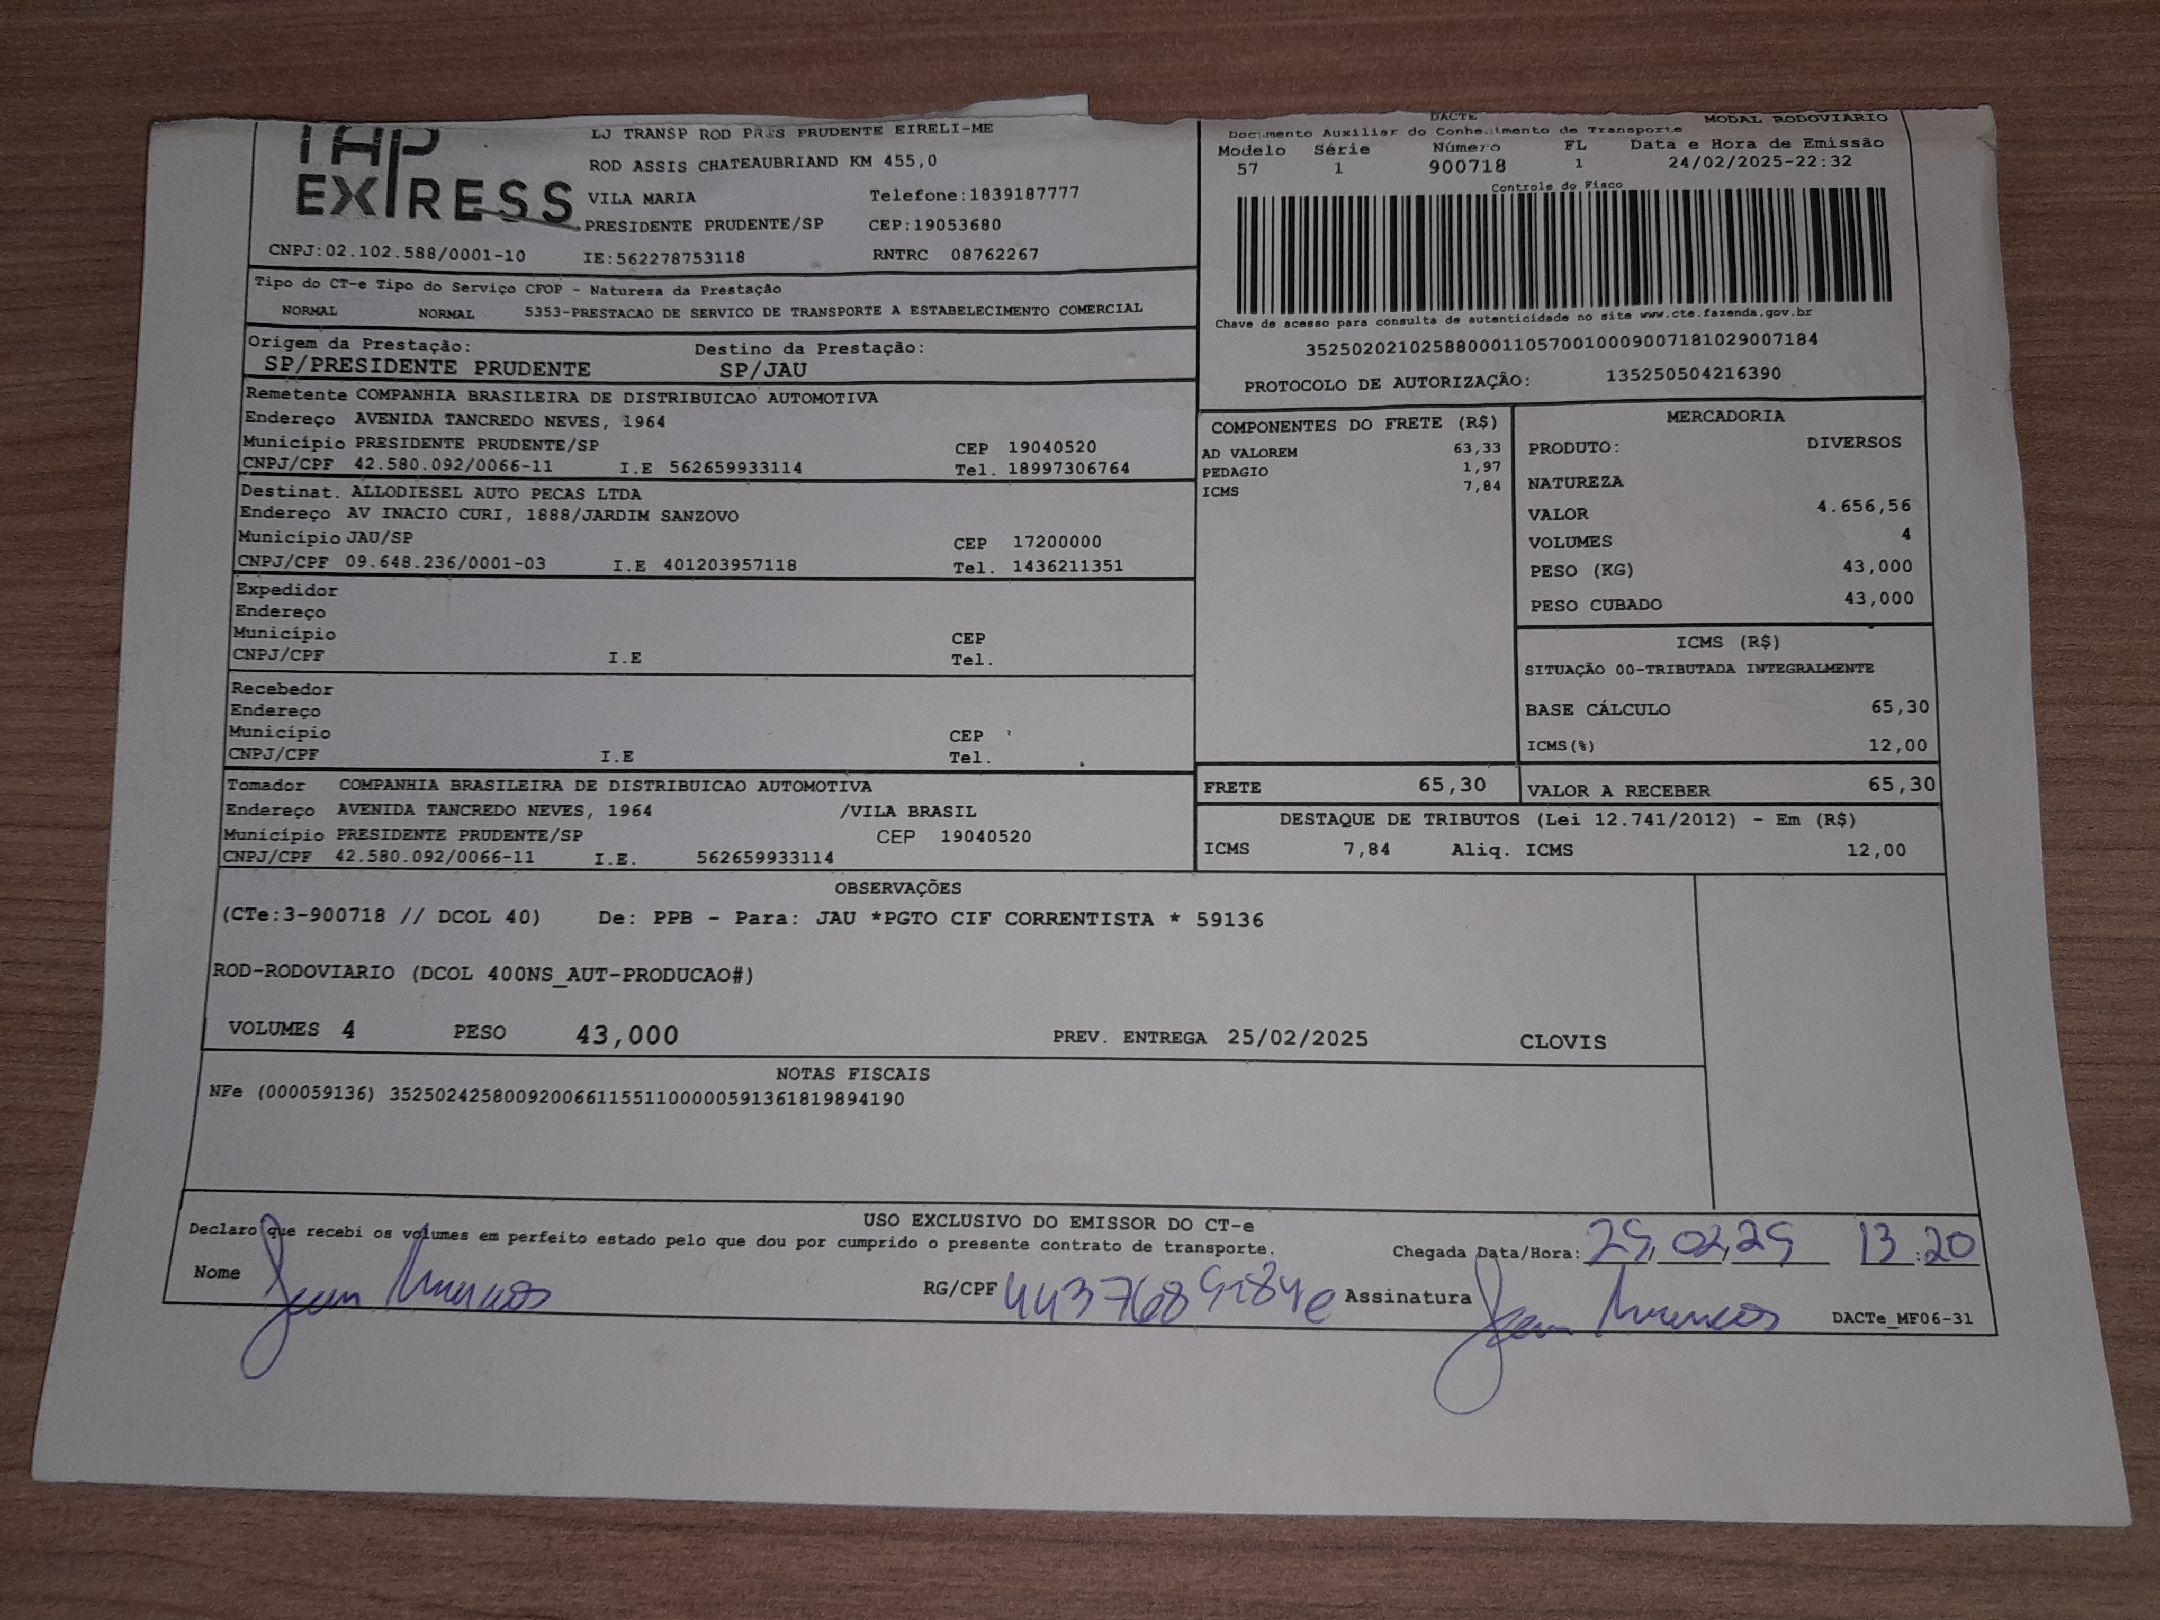 TAP
EXPRESS
LJ TRANSP ROD PRES PRUDENTE EIRELI-ME
ROD ASSIS CHATEAUBRIAND KM 455,0
VILA MARIA Telefone:1839187777
PRESIDENTE PRUDENTE/SP CEP:19053680
CNPJ:02.102.588/0001-10 IE:562278753118 RNTRC 08762267
Tipo do CT-e Tipo do Serviço CFOP - Natureza da Prestação
NORMAL NORMAL 5353-PRESTACAO DE SERVICO DE TRANSPORTE A ESTABELECIMENTO COMERCIAL
Origem da Prestação: Destino da Prestação:
SP/PRESIDENTE PRUDENTE SP/JAU
Remetente COMPANHIA BRASILEIRA DE DISTRIBUICAO AUTOMOTIVA
Endereço AVENIDA TANCREDO NEVES, 1964
Município PRESIDENTE PRUDENTE/SP CEP 19040520
CNPJ/CPF 42.580.092/0066-11 I.E 562659933114 Tel. 18997306764
Destinat. ALLODIESEL AUTO PECAS LTDA
Endereço AV INACIO CURI, 1888/JARDIM SANZOVO
Município JAU/SP CEP 17200000
CNPJ/CPF 09.648.236/0001-03 I.E 401203957118 Tel. 1436211351
Expedidor
Endereço
Município CEP
CNPJ/CPF I.E Tel.
Recebedor
Endereço
Município CEP
CNPJ/CPF I.E Tel.
Tomador COMPANHIA BRASILEIRA DE DISTRIBUICAO AUTOMOTIVA
Endereço AVENIDA TANCREDO NEVES, 1964 /VILA BRASIL
Município PRESIDENTE PRUDENTE/SP CEP 19040520
CNPJ/CPF 42.580.092/0066-11 I.E. 562659933114
DACTE MODAL RODOVIARIO
Documento Auxiliar do Conhecimento de Transporte
Modelo Série Número FL Data e Hora de Emissão
57 1 900718 1 24/02/2025-22:32
Controle do Fisco
Chave de acesso para consulta de autenticidade no site www.cte.fazenda.gov.br
35250202102588000110570010009007181029007184
PROTOCOLO DE AUTORIZAÇÃO: 135250504216390
COMPONENTES DO FRETE (R$)
AD VALOREM 63,33
PEDAGIO 1,97
ICMS 7,84
MERCADORIA
PRODUTO: DIVERSOS
NATUREZA
VALOR 4.656,56
VOLUMES 4
PESO (KG) 43,000
PESO CUBADO 43,000
ICMS (R$)
SITUAÇÃO 00-TRIBUTADA INTEGRALMENTE
BASE CÁLCULO 65,30
ICMS(%) 12,00
FRETE 65,30 VALOR A RECEBER 65,30
DESTAQUE DE TRIBUTOS (Lei 12.741/2012) - Em (R$)
ICMS 7,84 Aliq. ICMS 12,00
OBSERVAÇÕES
(CTe:3-900718 // DCOL 40) De: PPB - Para: JAU *PGTO CIF CORRENTISTA * 59136
ROD-RODOVIARIO (DCOL 400NS_AUT-PRODUCAO#)
VOLUMES 4 PESO 43,000 PREV. ENTREGA 25/02/2025 CLOVIS
NOTAS FISCAIS
NFe (000059136) 35250242580092006611551100000591361819894190
USO EXCLUSIVO DO EMISSOR DO CT-e
Declaro que recebi os volumes em perfeito estado pelo que dou por cumprido o presente contrato de transporte.
Chegada Data/Hora: 25,02,25 13:20
Nome Jean Marcos RG/CPF Assinatura Jean Marcos DACTe_MF06-31